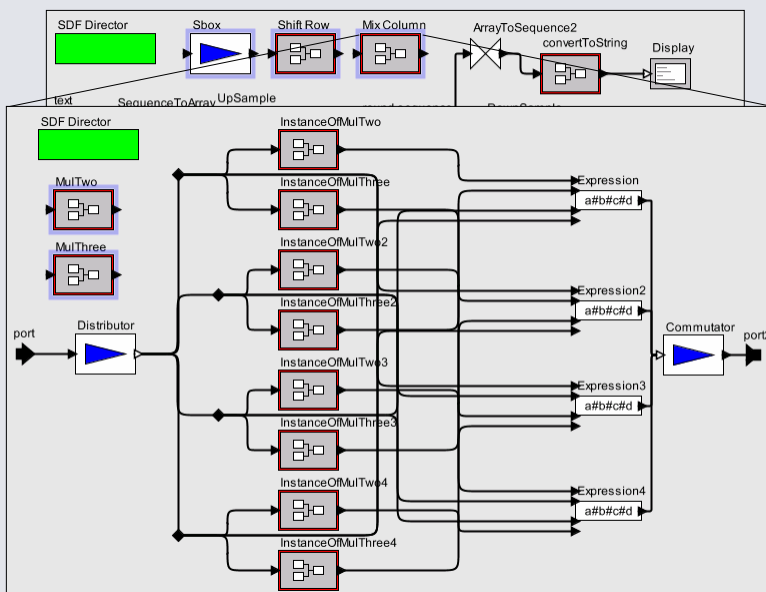 SDF Director
Sbox
Shift Row
Mix Column
ArrayToSequence2
convertToString
Display
text
SequenceToArray
UpSample
SDF Director
MulTwo
MulThree
port
Distributor
InstanceOfMulTwo
InstanceOfMulThree
InstanceOfMulTwo2
InstanceOfMulThree2
InstanceOfMulTwo3
InstanceOfMulThree3
InstanceOfMulTwo4
InstanceOfMulThree4
Expression
a#b#c#d
Expression2
a#b#c#d
Expression3
a#b#c#d
Expression4
a#b#c#d
Commutator